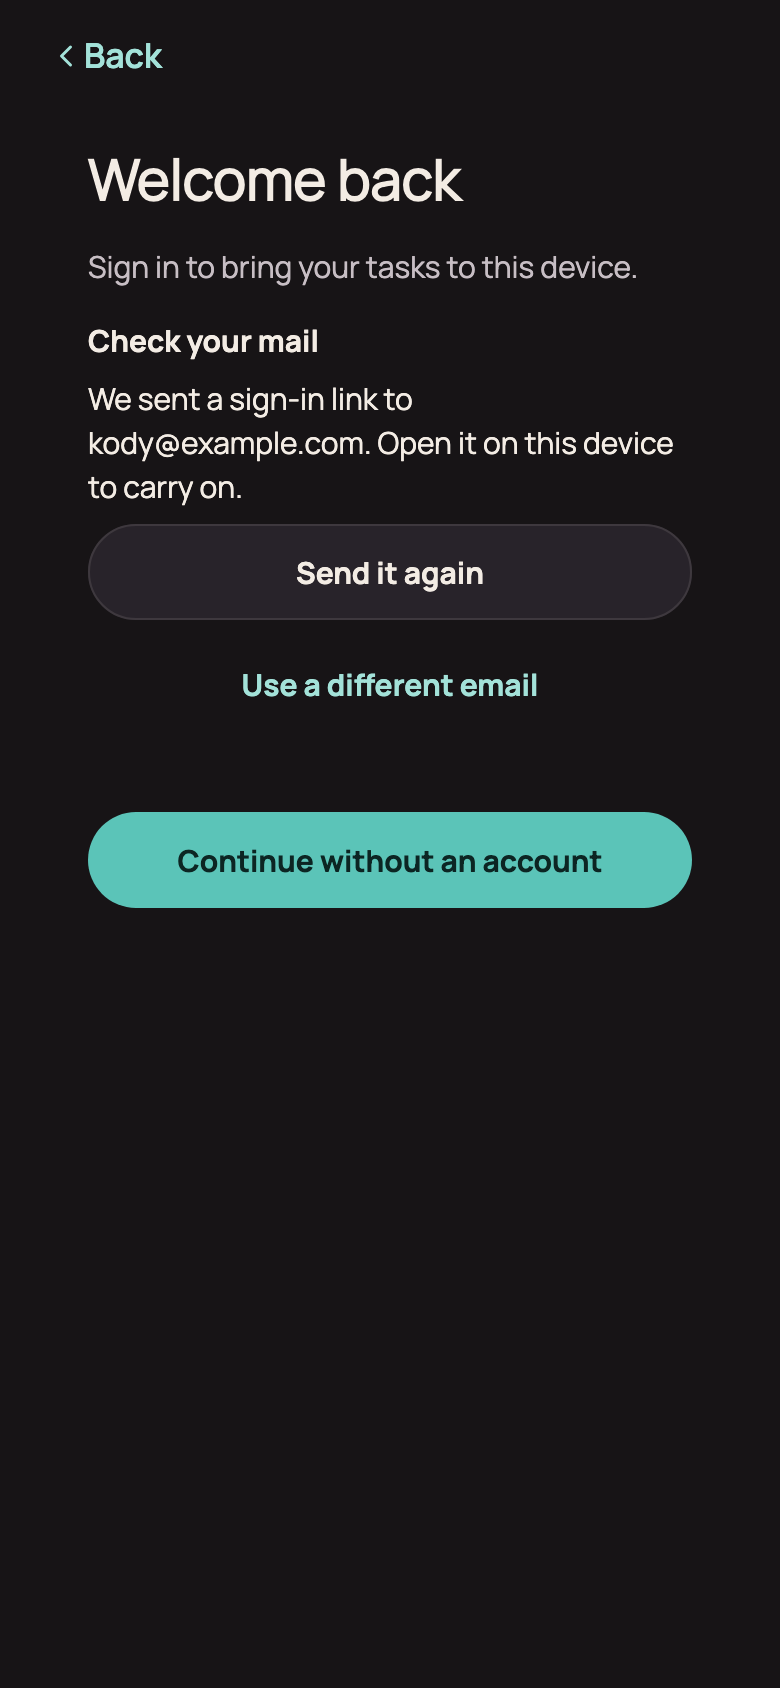 Back
Welcome back
Sign in to bring your tasks to this device.
Check your mail
We sent a sign-in link to
kody@example.com. Open it on this device
to carry on.
Send it again
Use a different email
Continue without an account